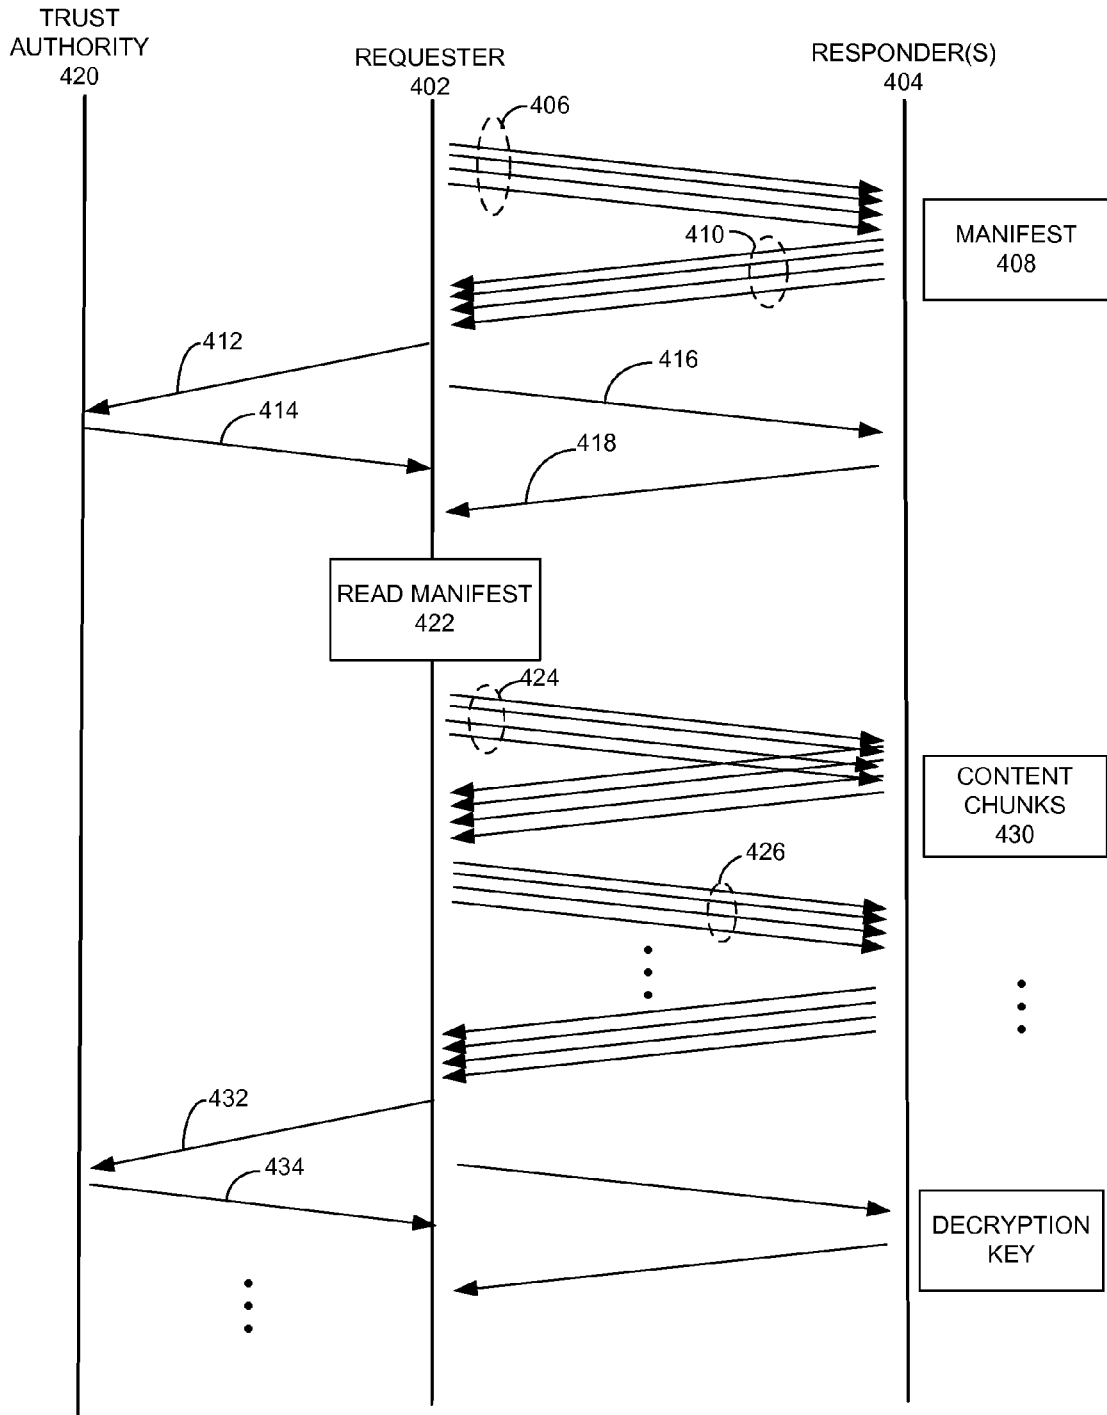 TRUST
AUTHORITY
420
REQUESTER
402
RESPONDER(S)
404
406
MANIFEST
408
410
412
416
414
418
READ MANIFEST
422
424
CONTENT
CHUNKS
430
426
432
434
DECRYPTION
KEY